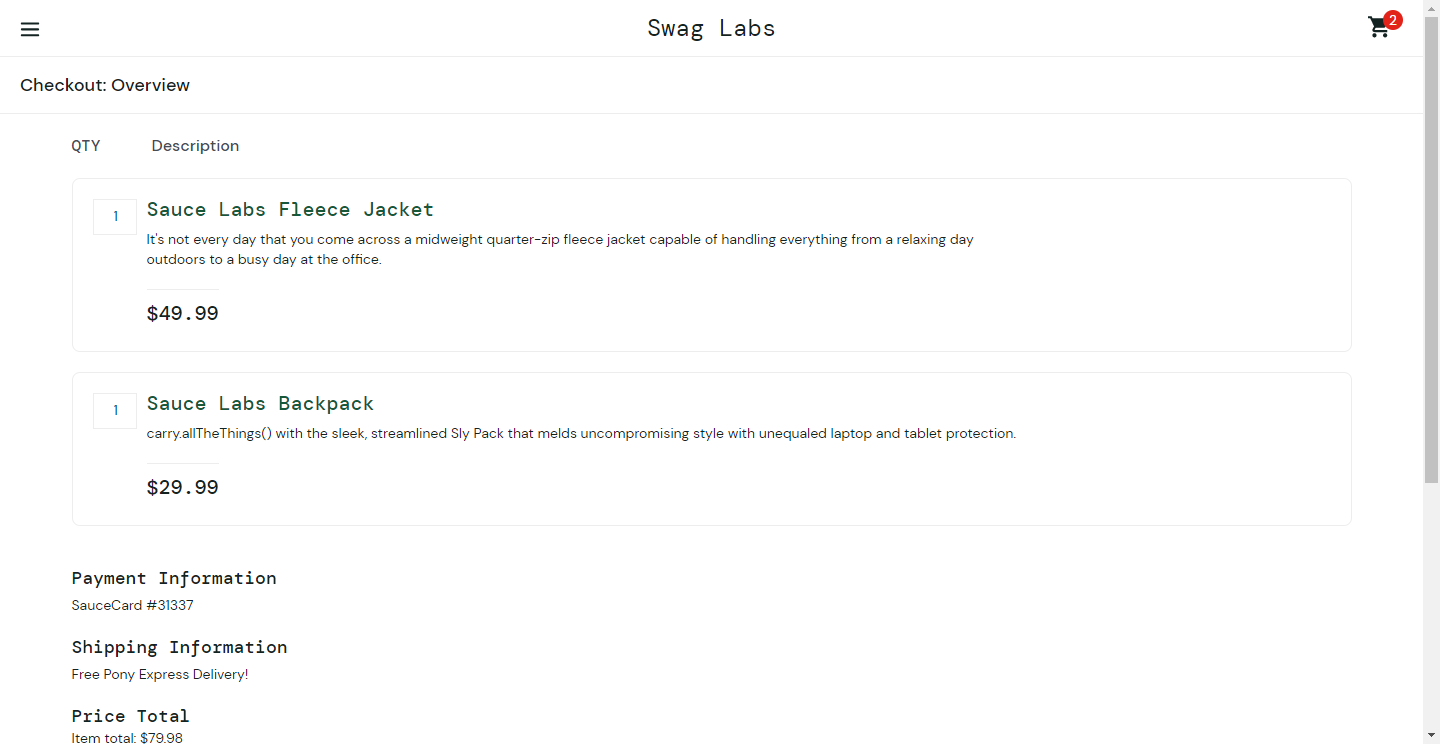 Swag Labs
2
Checkout: Overview
QTY Description
1
Sauce Labs Fleece Jacket
It's not every day that you come across a midweight quarter-zip fleece jacket capable of handling everything from a relaxing day
outdoors to a busy day at the office.
$49.99
1
Sauce Labs Backpack
carry.allTheThings() with the sleek, streamlined Sly Pack that melds uncompromising style with unequaled laptop and tablet protection.
$29.99
Payment Information
SauceCard #31337
Shipping Information
Free Pony Express Delivery!
Price Total
Item total: $79.98